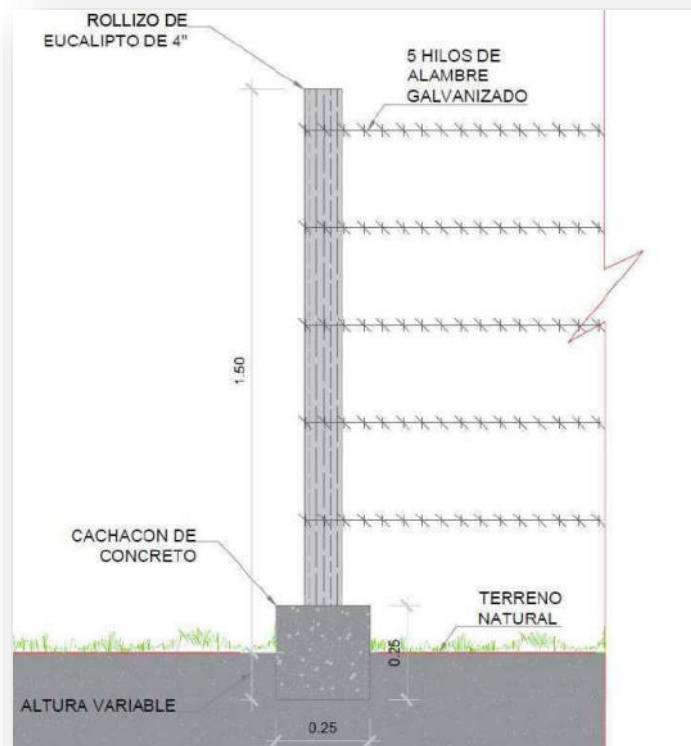 ROLLIZO DE
EUCALIPTO DE 4"
5 HILOS DE
ALAMBRE
GALVANIZADO
1.50
CACHACON DE
CONCRETO
TERRENO
NATURAL
0.25
ALTURA VARIABLE
0.25